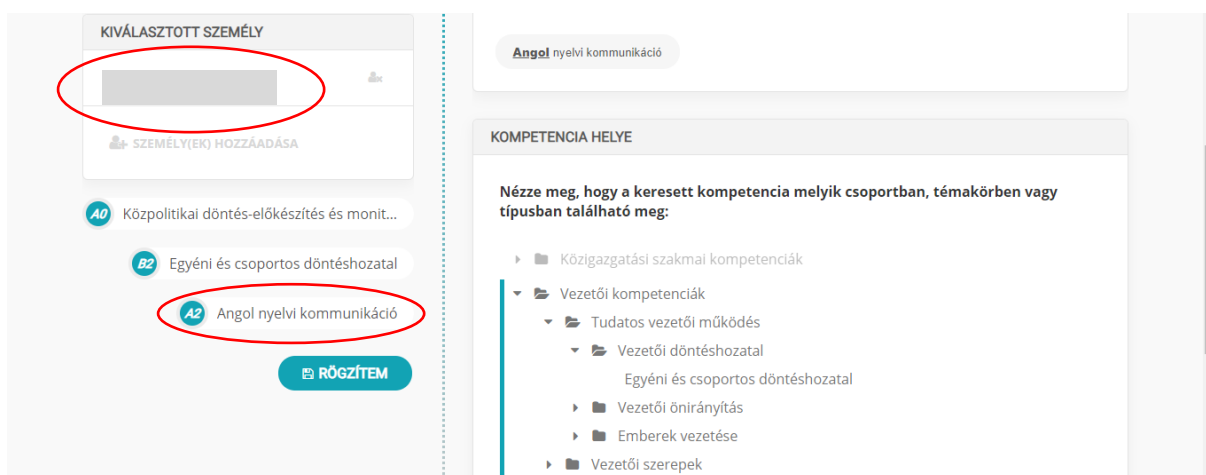 KIVÁLASZTOTT SZEMÉLY
SZEMÉLY(EK) HOZZÁADÁSA
A0 Közpolitikai döntés-előkészítés és monit...
B2 Egyéni és csoportos döntéshozatal
A2 Angol nyelvi kommunikáció
RÖGZÍTEM
Angol nyelvi kommunikáció
KOMPETENCIA HELYE
Nézze meg, hogy a keresett kompetencia melyik csoportban, témakörben vagy
típusban található meg:
Közigazgatási szakmai kompetenciák
Vezetői kompetenciák
Tudatos vezetői működés
Vezetői döntéshozatal
Egyéni és csoportos döntéshozatal
Vezetői önirányítás
Emberek vezetése
Vezetői szerepek